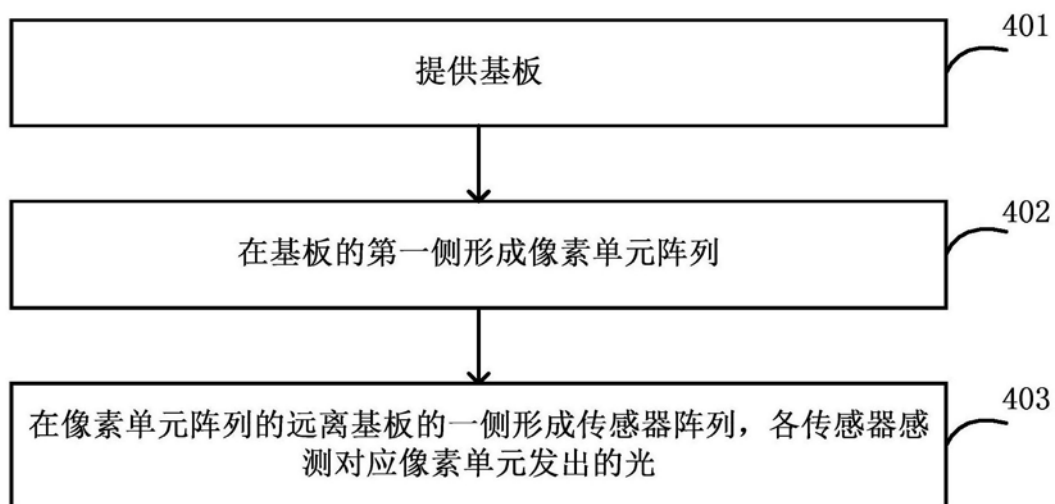 401
提供基板
402
在基板的第一侧形成像素单元阵列
403
在像素单元阵列的远离基板的一侧形成传感器阵列，各传感器感
测对应像素单元发出的光